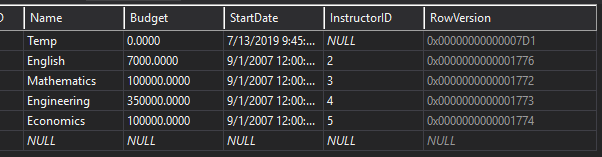 Name Budget StartDate InstructorID RowVersion
Temp 0.0000 7/13/2019 9:45:... NULL 0x00000000000007D1
English 7000.0000 9/1/2007 12:00:... 2 0x0000000000001776
Mathematics 100000.0000 9/1/2007 12:00:... 3 0x0000000000001772
Engineering 350000.0000 9/1/2007 12:00:... 4 0x0000000000001773
Economics 100000.0000 9/1/2007 12:00:... 5 0x0000000000001774
NULL NULL NULL NULL NULL